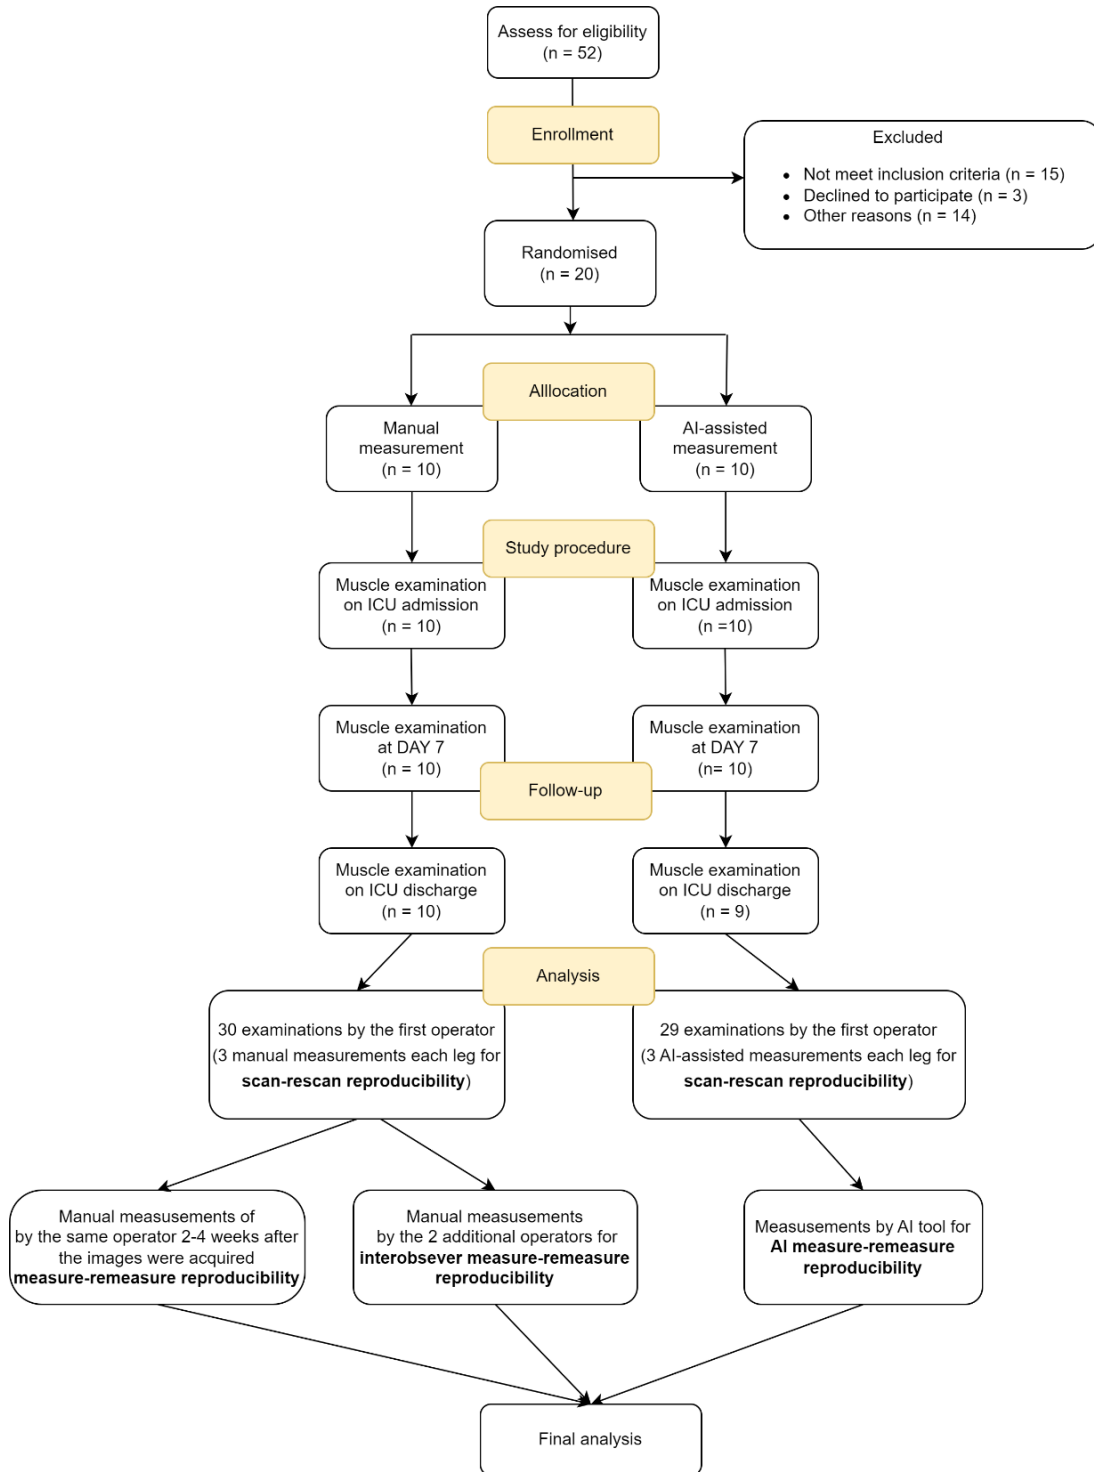 Assess for eligibility
(n = 52)
Enrollment
Excluded
• Not meet inclusion criteria (n = 15)
• Declined to participate (n = 3)
• Other reasons (n = 14)
Randomised
(n = 20)
Alllocation
Manual
measurement
(n = 10)
AI-assisted
measurement
(n = 10)
Study procedure
Muscle examination
on ICU admission
(n = 10)
Muscle examination
on ICU admission
(n =10)
Muscle examination
at DAY 7
(n = 10)
Muscle examination
at DAY 7
(n= 10)
Follow-up
Muscle examination
on ICU discharge
(n = 10)
Muscle examination
on ICU discharge
(n = 9)
Analysis
30 examinations by the first operator
(3 manual measurements each leg for
scan-rescan reproducibility)
29 examinations by the first operator
(3 AI-assisted measurements each leg for
scan-rescan reproducibility)
Manual measusements of
by the same operator 2-4 weeks after
the images were acquired
measure-remeasure reproducibility
Manual measusements
by the 2 additional operators for
interobsever measure-remeasure
reproducibility
Measusements by AI tool for
AI measure-remeasure
reproducibility
Final analysis